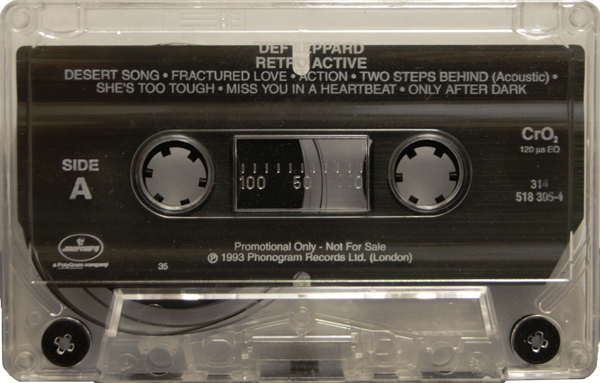 DEF LEPPARD
RETRO ACTIVE
DESERT SONG • FRACTURED LOVE • ACTION • TWO STEPS BEHIND (Acoustic) •
SHE'S TOO TOUGH • MISS YOU IN A HEARTBEAT • ONLY AFTER DARK
CrO2
120 µs EQ
SIDE
A
100 50 0
314
518 305-4
mercury
a PolyGram company
35
Promotional Only - Not For Sale
℗ 1993 Phonogram Records Ltd. (London)